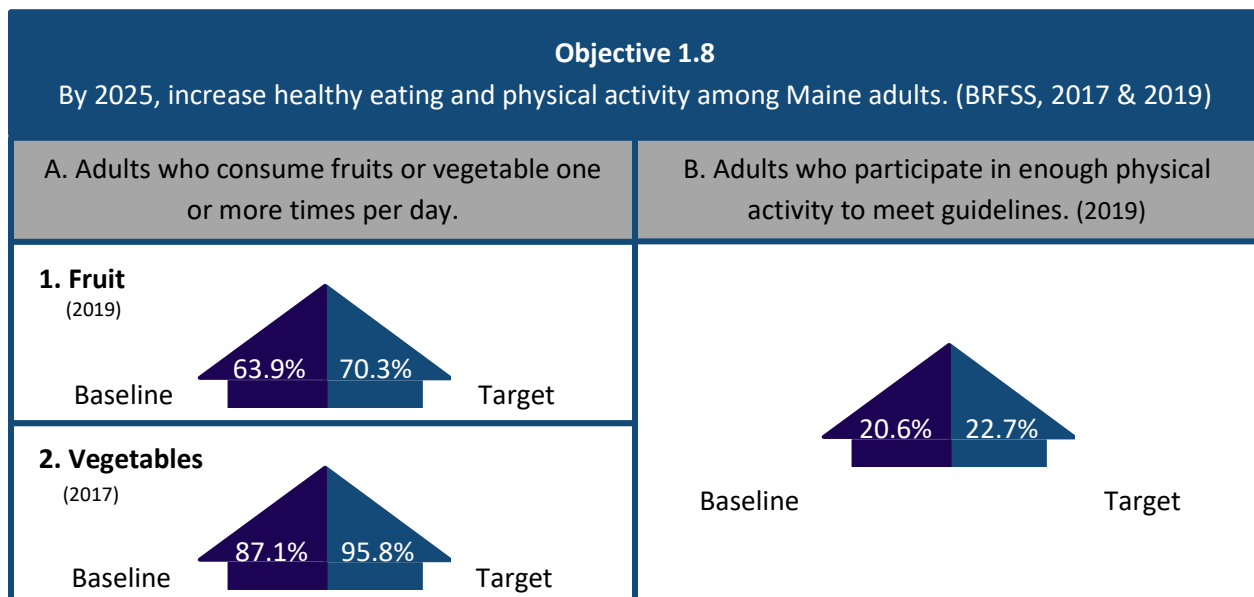 Objective 1.8
By 2025, increase healthy eating and physical activity among Maine adults. (BRFSS, 2017 & 2019)
A. Adults who consume fruits or vegetable one
or more times per day.
B. Adults who participate in enough physical
activity to meet guidelines. (2019)
1. Fruit
(2019)
63.9% 70.3%
Baseline Target
2. Vegetables
(2017)
87.1% 95.8%
Baseline Target
20.6% 22.7%
Baseline Target